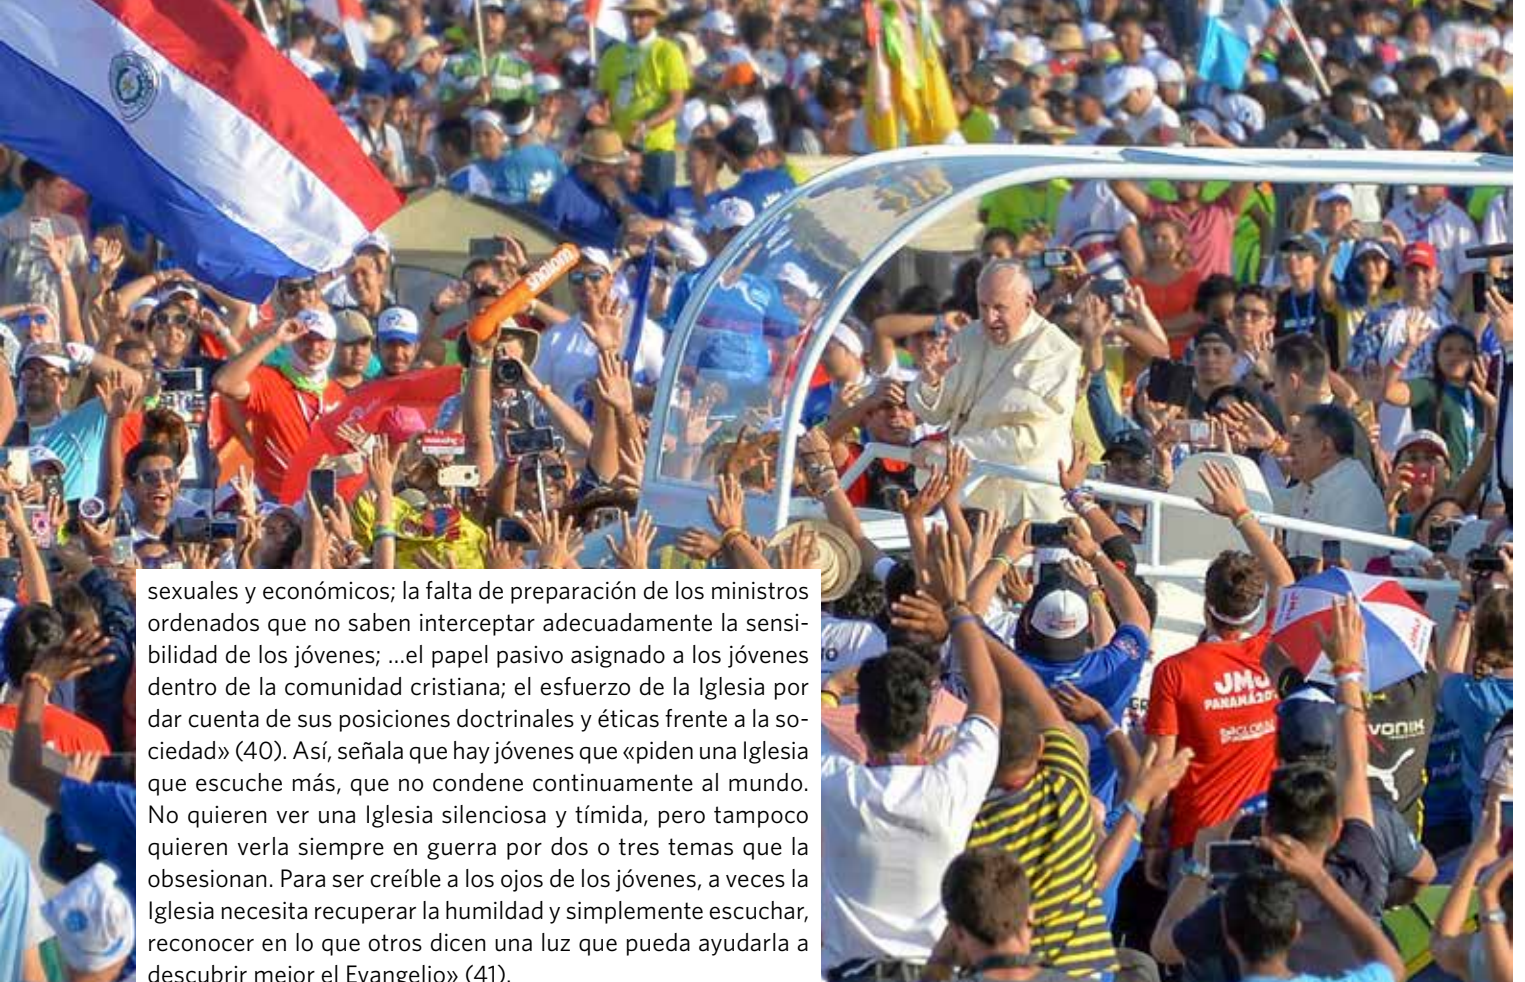 shalom
sexuales y económicos; la falta de preparación de los ministros
ordenados que no saben interceptar adecuadamente la sensi-
bilidad de los jóvenes; ...el papel pasivo asignado a los jóvenes
dentro de la comunidad cristiana; el esfuerzo de la Iglesia por
dar cuenta de sus posiciones doctrinales y éticas frente a la so-
ciedad» (40). Así, señala que hay jóvenes que «piden una Iglesia
que escuche más, que no condene continuamente al mundo.
No quieren ver una Iglesia silenciosa y tímida, pero tampoco
quieren verla siempre en guerra por dos o tres temas que la
obsesionan. Para ser creíble a los ojos de los jóvenes, a veces la
Iglesia necesita recuperar la humildad y simplemente escuchar,
reconocer en lo que otros dicen una luz que pueda ayudarla a
descubrir mejor el Evangelio» (41).
JMJ
PANAMÁ20
GLOBAL
VONIK